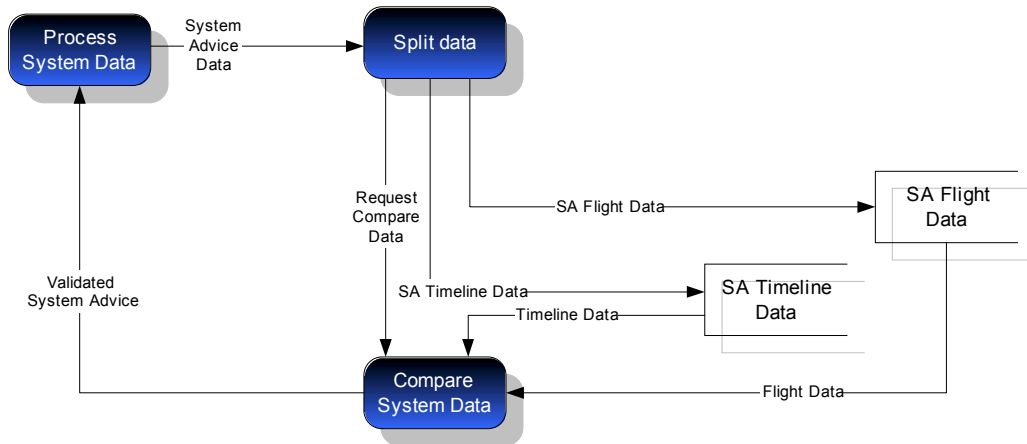 Process
System Data
System
Advice
Data
Split data
Request
Compare
Data
SA Flight Data
SA Flight
Data
Validated
System Advice
SA Timeline Data
SA Timeline
Data
Timeline Data
Compare
System Data
Flight Data